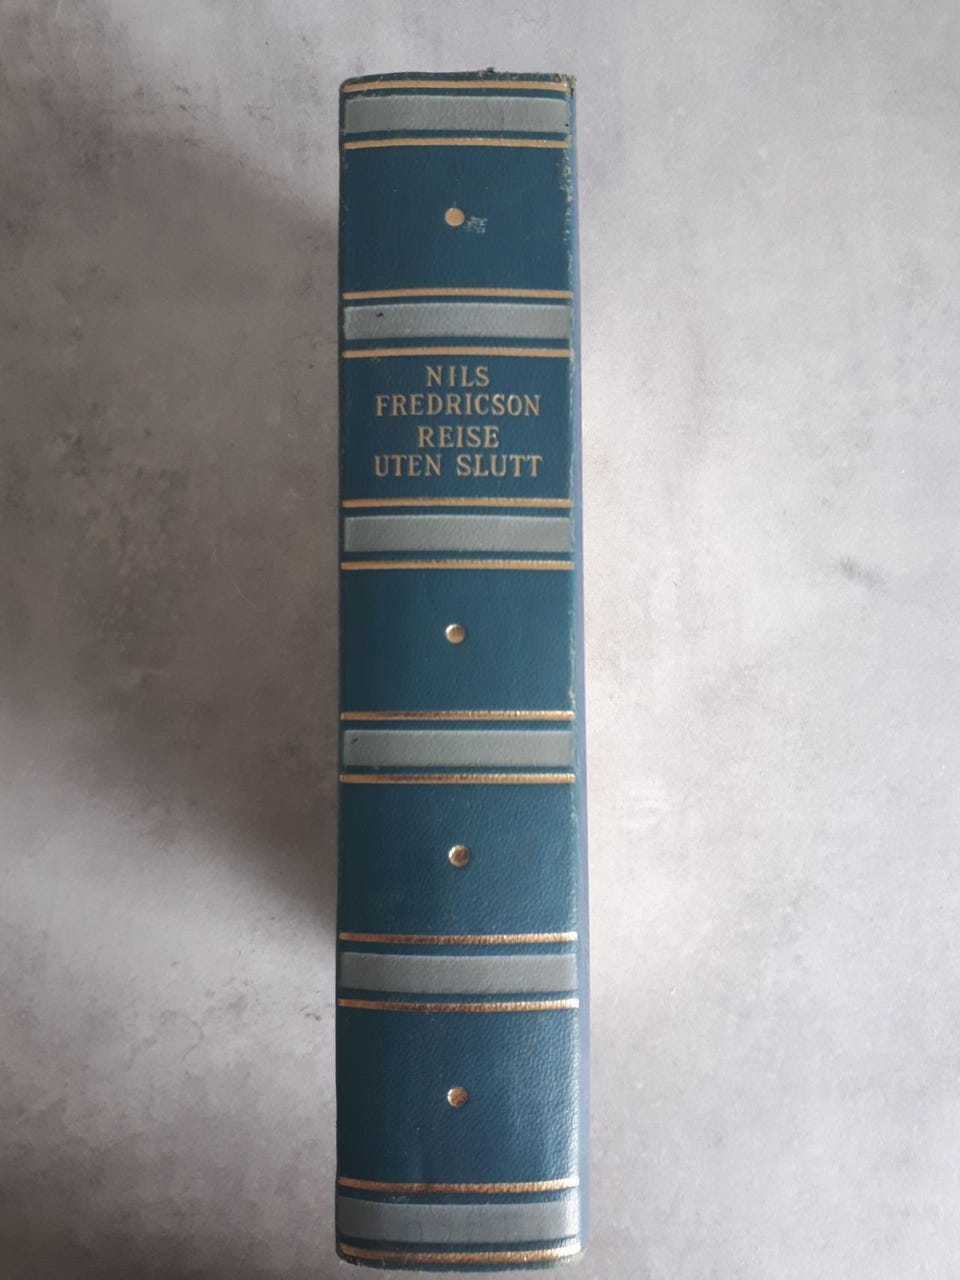 NILS
FREDRICSON
REISE
UTEN SLUTT